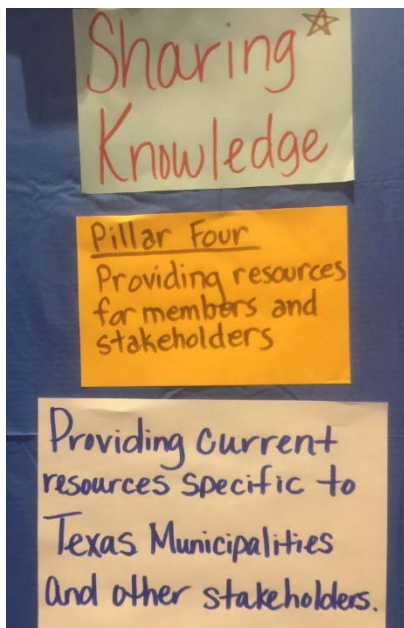 Sharing
Knowledge
Pillar Four
Providing resources
for members and
stakeholders
Providing Current
resources specific to
Texas Municipalities
and other stakeholders.